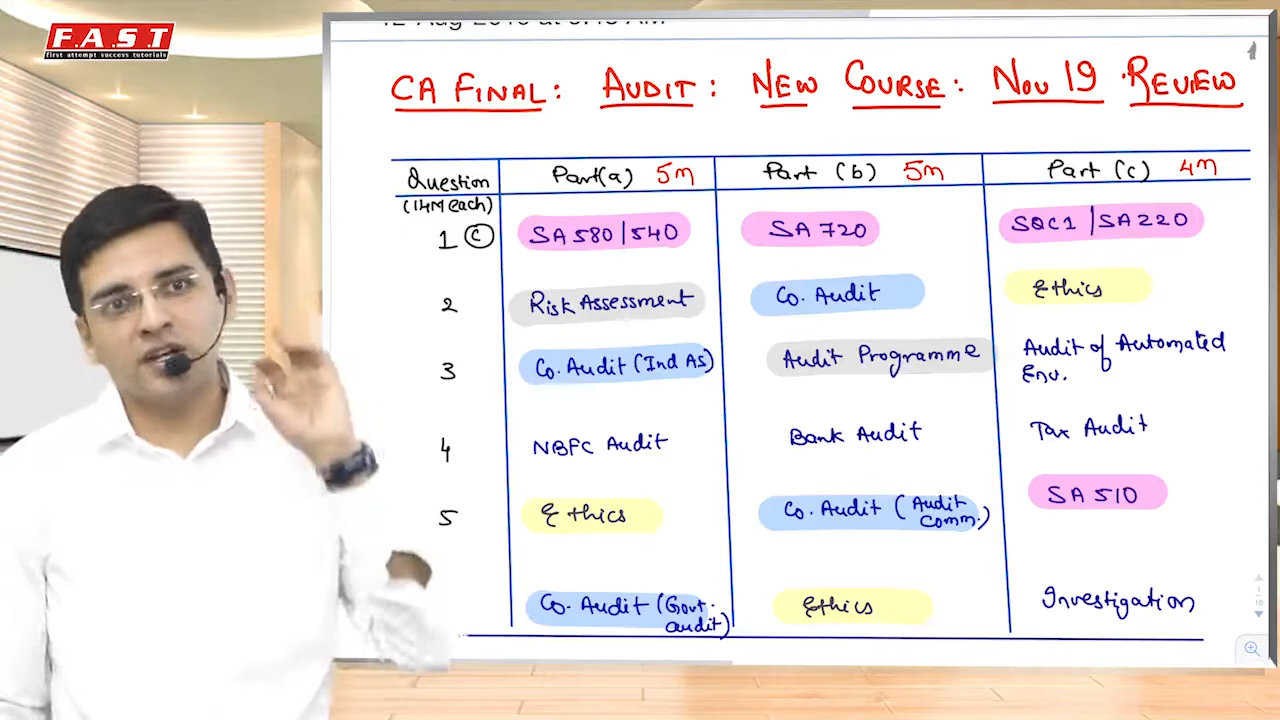 F.A.S.T
first attempt success tutorials
CA FINAL: AUDIT: NEW COURSE: NOV 19 REVIEW
Question (14M each) Part(a) 5M Part (b) 5M Part (c) 4M
1 (C) SA 580/540 SA 720 SQC1/SA 220
2 Risk Assessment Co. Audit Ethics
3 Co. Audit (Ind AS) Audit Programme Audit of Automated Env.
4 NBFC Audit Bank Audit Tax Audit
5 Ethics Co. Audit (Audit Comm.) SA 510
Co. Audit (Govt. audit) Ethics Investigation